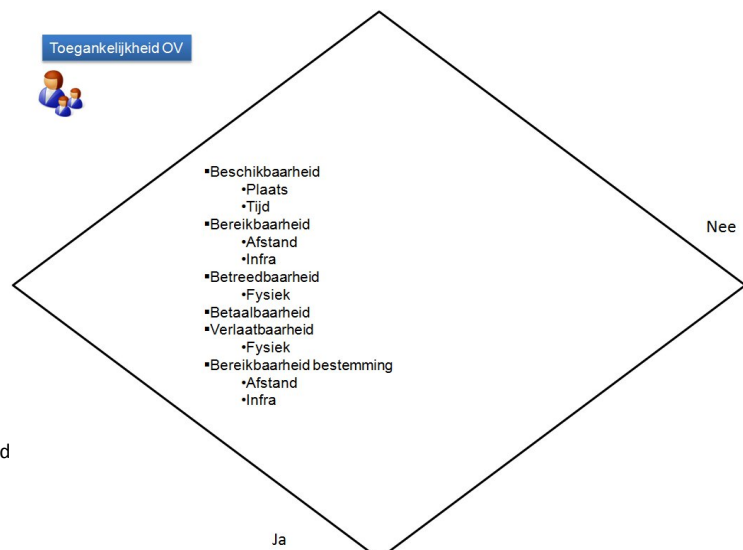 Toegankelijkheid OV
▪Beschikbaarheid
•Plaats
•Tijd
▪Bereikbaarheid
•Afstand
•Infra
▪Betreedbaarheid
•Fysiek
▪Betaalbaarheid
▪Verlaatbaarheid
•Fysiek
▪Bereikbaarheid bestemming
•Afstand
•Infra
Nee
d
Ja